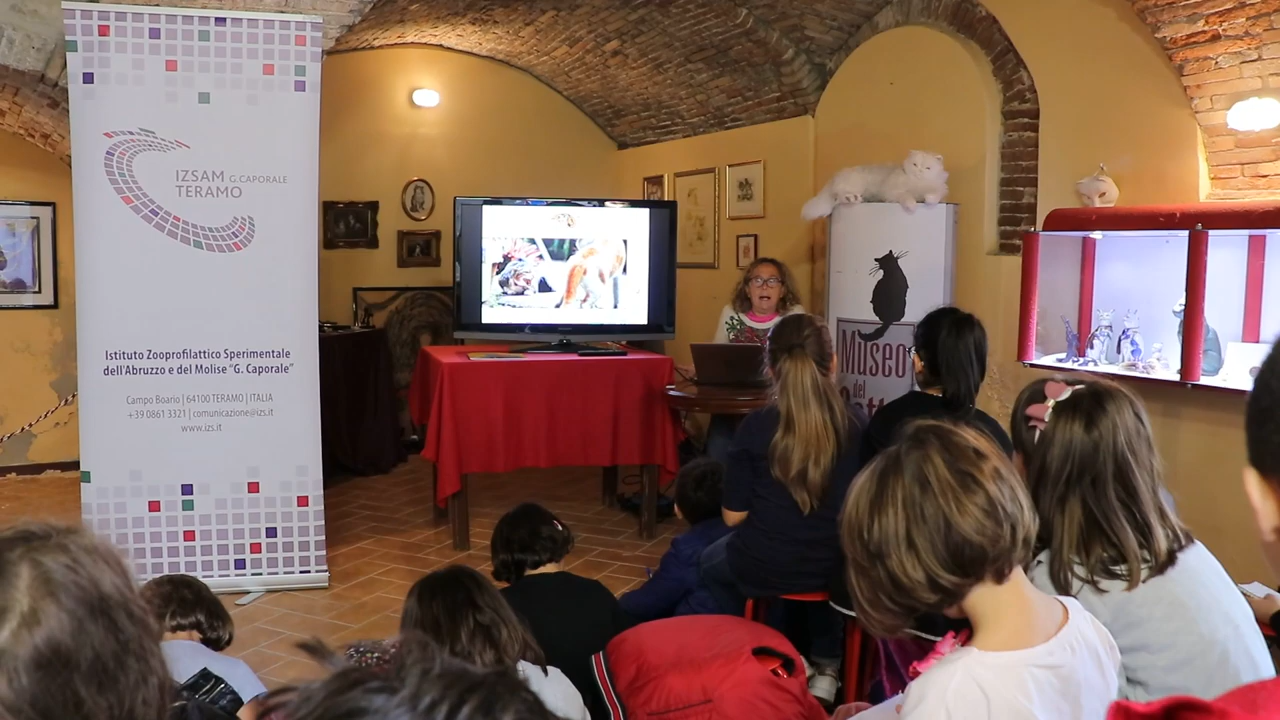 IZSAM G.CAPORALE
TERAMO
Istituto Zooprofilattico Sperimentale
dell'Abruzzo e del Molise "G. Caporale"
Campo Boario | 64100 TERAMO | ITALIA
+39 0861 3321 | comunicazione@izs.it
www.izs.it
Museo
del